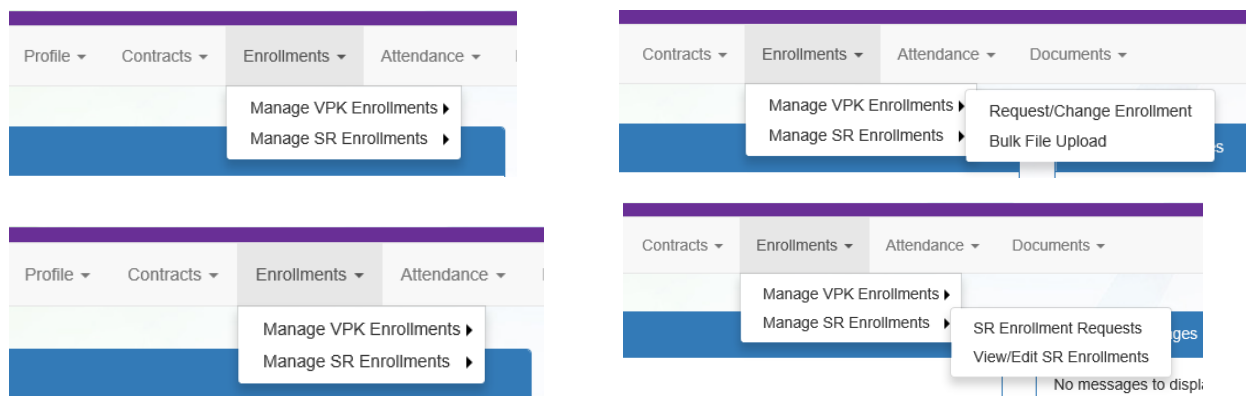 Profile Contracts Enrollments Attendance
Manage VPK Enrollments
Manage SR Enrollments
Contracts Enrollments Attendance Documents
Manage VPK Enrollments
Manage SR Enrollments
Request/Change Enrollment
Bulk File Upload
Profile Contracts Enrollments Attendance
Manage VPK Enrollments
Manage SR Enrollments
Contracts Enrollments Attendance Documents
Manage VPK Enrollments
Manage SR Enrollments
SR Enrollment Requests
View/Edit SR Enrollments
No messages to